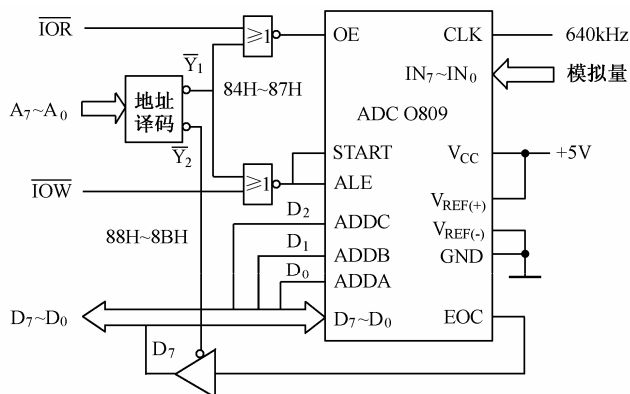 IOR
≥1
OE
CLK
640kHz
Y1
84H~87H
IN7~IN0
模拟量
A7~A0
地址
译码
ADC O809
Y2
START
VCC
+5V
IOW
≥1
ALE
VREF(+)
88H~8BH
D2
ADDC
VREF(-)
D1
ADDB
GND
D0
ADDA
D7~D0
D7~D0
EOC
D7